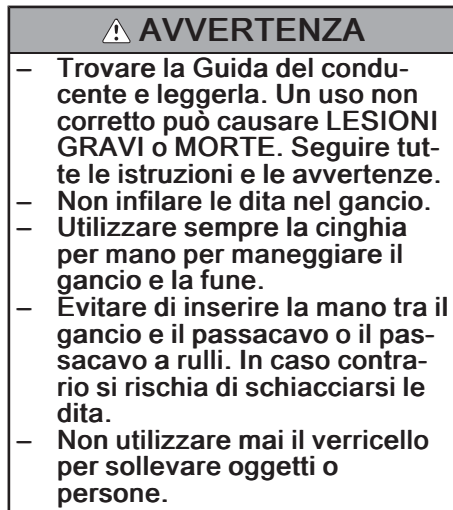 ⚠ AVVERTENZA
– Trovare la Guida del condu-
cente e leggerla. Un uso non
corretto può causare LESIONI
GRAVI o MORTE. Seguire tut-
te le istruzioni e le avvertenze.
– Non infilare le dita nel gancio.
– Utilizzare sempre la cinghia
per mano per maneggiare il
gancio e la fune.
– Evitare di inserire la mano tra il
gancio e il passacavo o il pas-
sacavo a rulli. In caso contra-
rio si rischia di schiacciarsi le
dita.
– Non utilizzare mai il verricello
per sollevare oggetti o
persone.